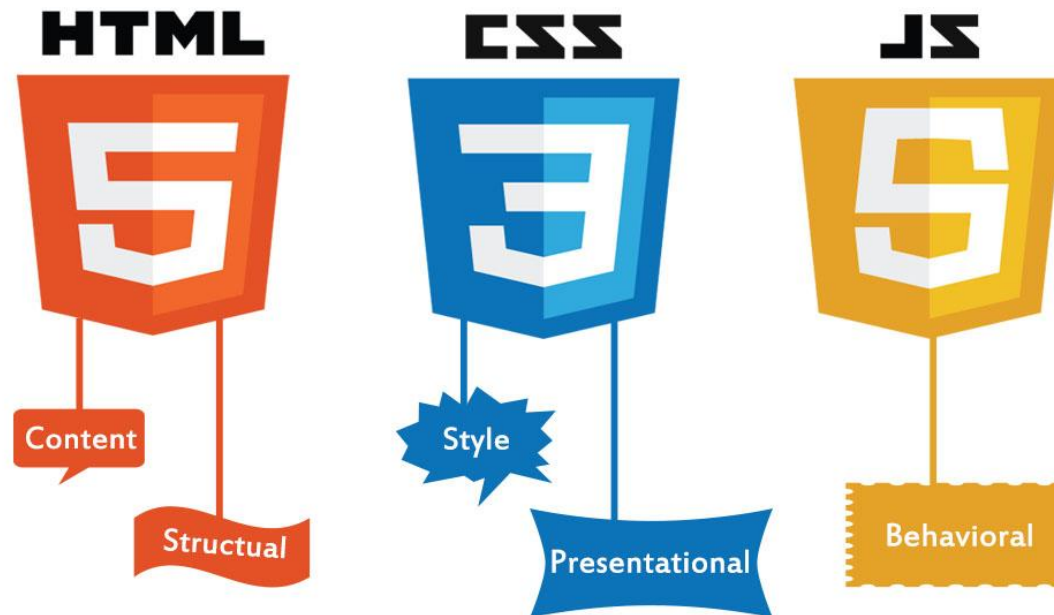 HTML
CSS
JS
5
3
5
Content
Structual
Style
Presentational
Behavioral